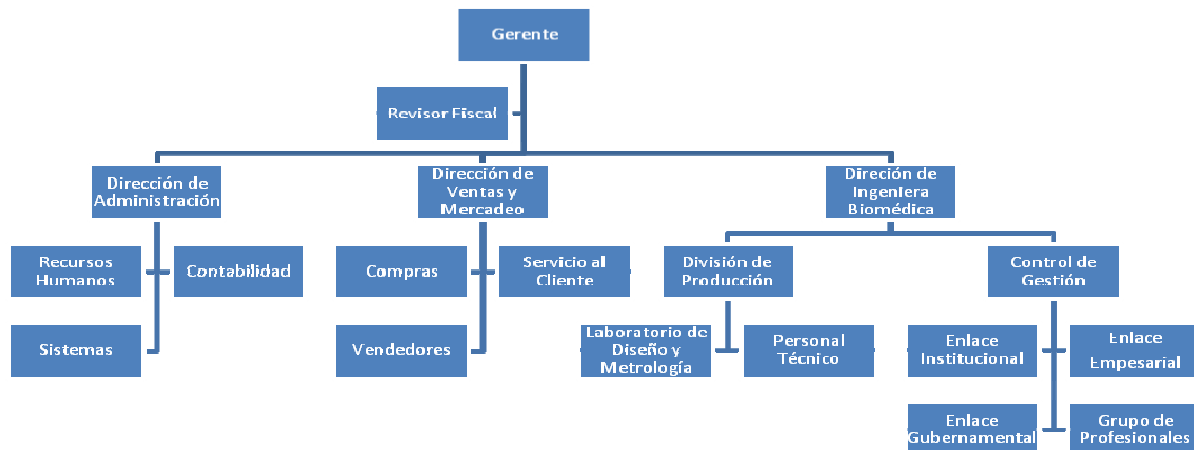 Gerente
Revisor Fiscal
Dirección de
Administración
Dirección de
Ventas y
Mercadeo
Direción de
Ingeniera
Biomédica
Recursos
Humanos
Contabilidad
Compras
Servicio al
Cliente
División de
Producción
Control de
Gestión
Sistemas
Vendedores
Laboratorio de
Diseño y
Metrología
Personal
Técnico
Enlace
Institucional
Enlace
Empesarial
Enlace
Gubernamental
Grupo de
Profesionales